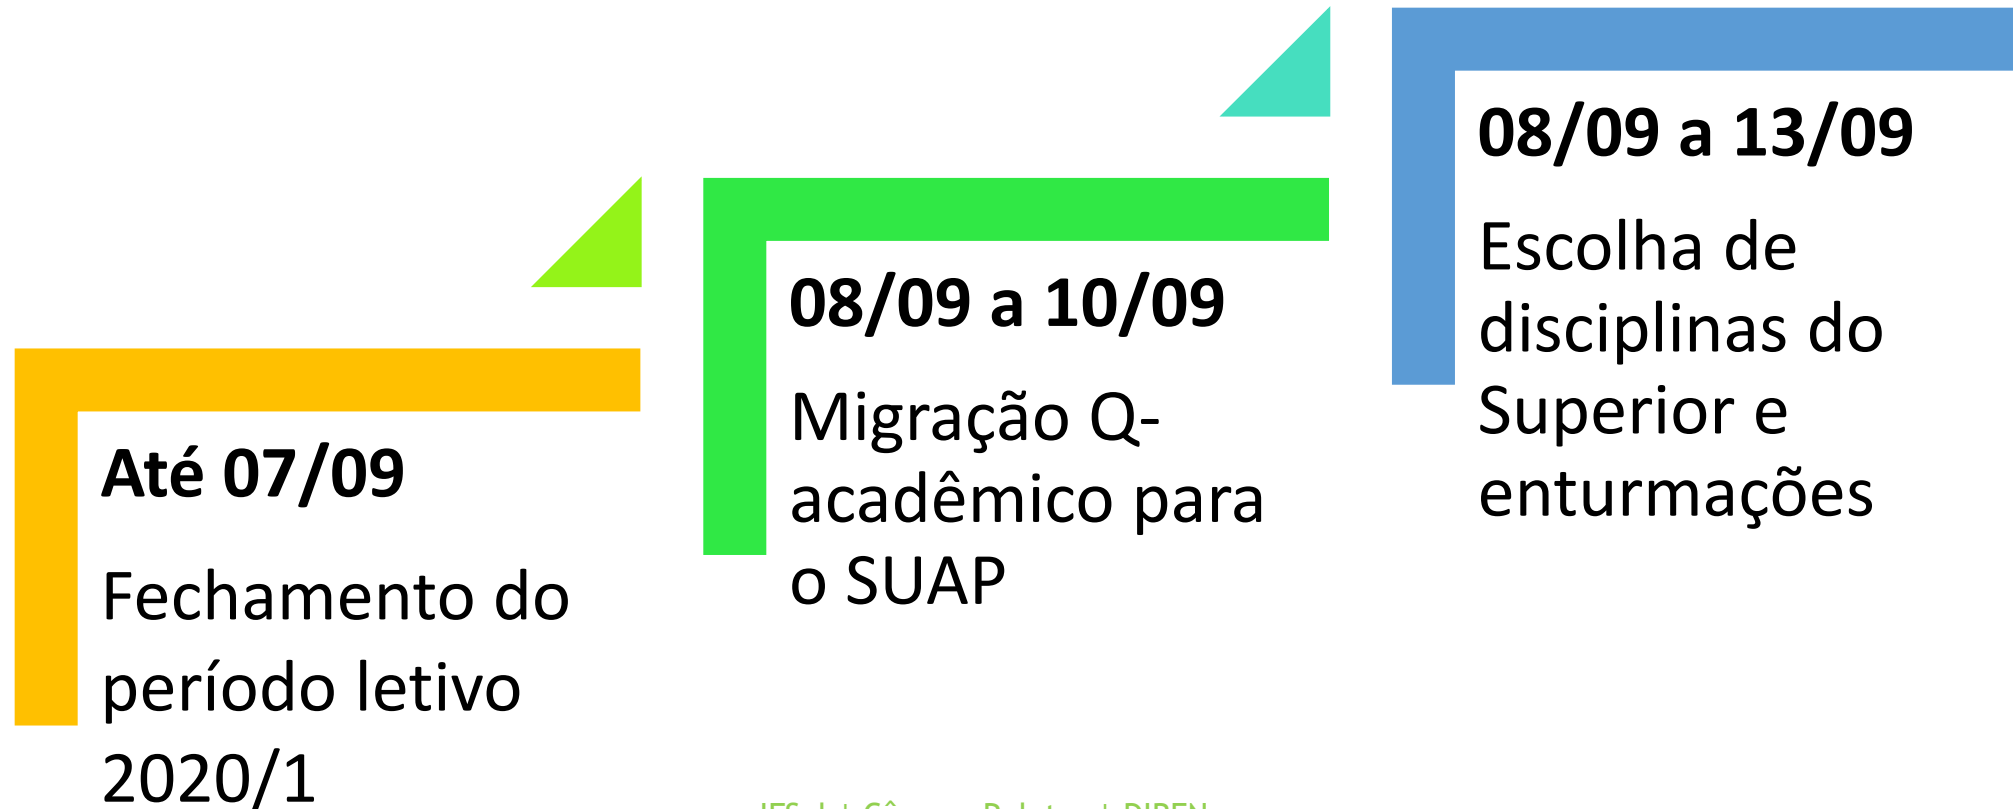 Até 07/09
Fechamento do
período letivo
2020/1
08/09 a 10/09
Migração Q-
acadêmico para
o SUAP
08/09 a 13/09
Escolha de
disciplinas do
Superior e
enturmações